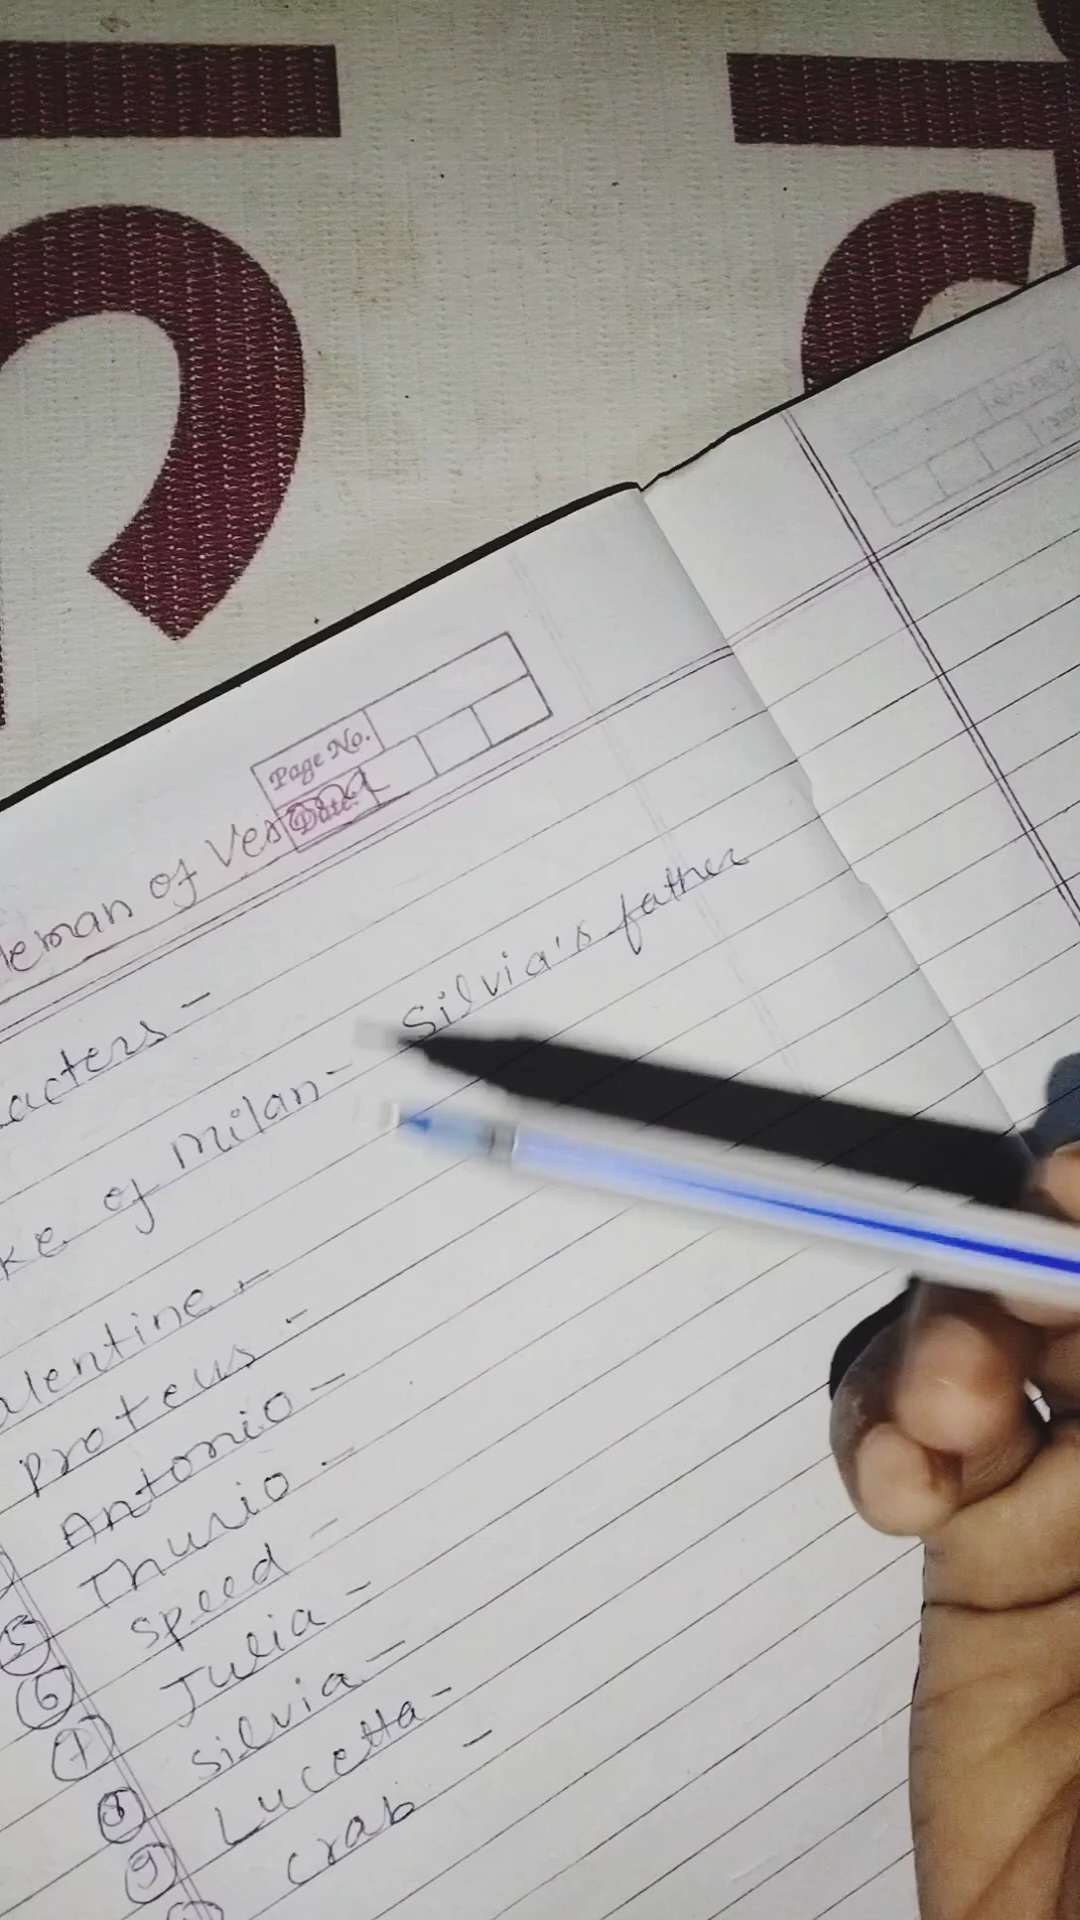 Page No.
Date:
leman of Verona
acters -
ke of Milan - Silvia's father
alentine -
Proteus -
Antonio -
Thurio -
5 Speed -
6 Julia -
7 Silvia -
8 Lucetta -
9 Crab -